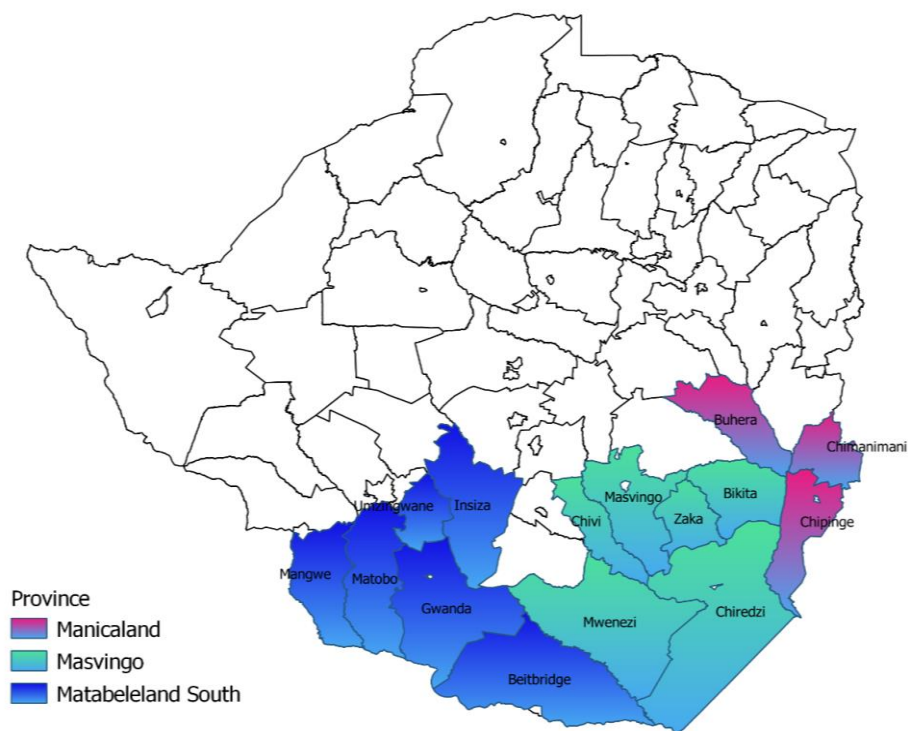 Buhera
Chimanimani
Masvingo
Bikita
Umzingwane
Insiza
Chivi
Zaka
Chipinge
Mangwe
Matobo
Gwanda
Mwenezi
Chiredzi
Beitbridge
Province
Manicaland
Masvingo
Matabeleland South